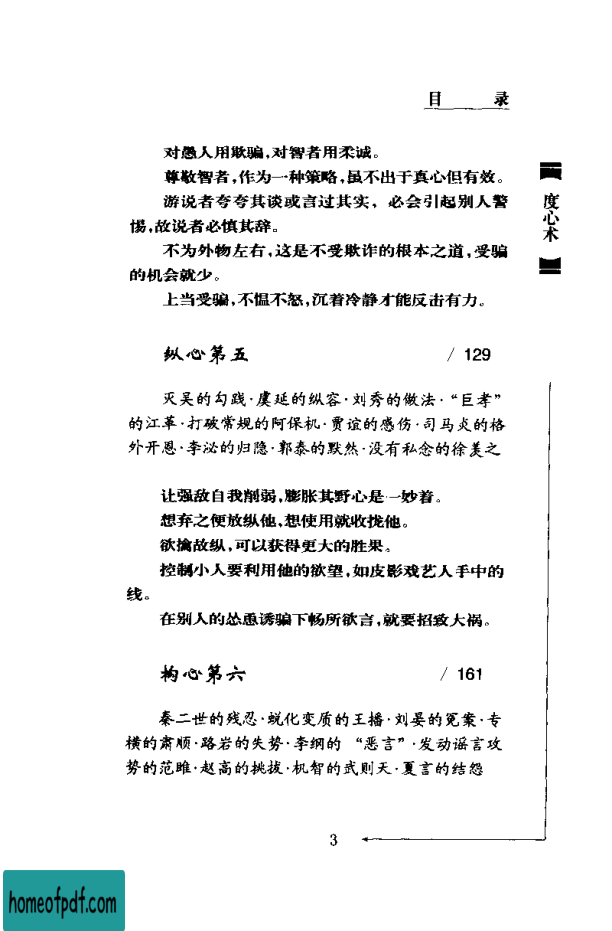 目 录
对愚人用欺骗,对智者用柔诚。
尊敬智者,作为一种策略,虽不出于真心但有效。
游说者夸夸其谈或言过其实,必会引起别人警
惕,故说者必慎其辞。
不为外物左右,这是不受欺诈的根本之道,受骗
的机会就少。
上当受骗,不愠不怒,沉着冷静才能反击有力。
纵心第五 / 129
灭吴的勾践·虞延的纵容·刘秀的做法·“巨孝”
的江革·打破常规的阿保机·贾谊的感伤·司马炎的格
外开恩·李泌的归隐·郭泰的默然·没有私念的徐羡之
让强敌自我削弱,膨胀其野心是一妙着。
想弃之便放纵他,想使用就收拢他。
欲擒故纵,可以获得更大的胜果。
控制小人要利用他的欲望,如皮影戏艺人手中的
线。
在别人的怂恿诱骗下畅所欲言,就要招致大祸。
构心第六 / 161
秦二世的残忍·蜕化变质的王播·刘晏的冤案·专
横的肃顺·路岩的失势·李纲的 “恶言”·发动谣言攻
势的范雎·赵高的挑拨·机智的武则天·夏言的结怨
度心术
3
homeofpdf.com